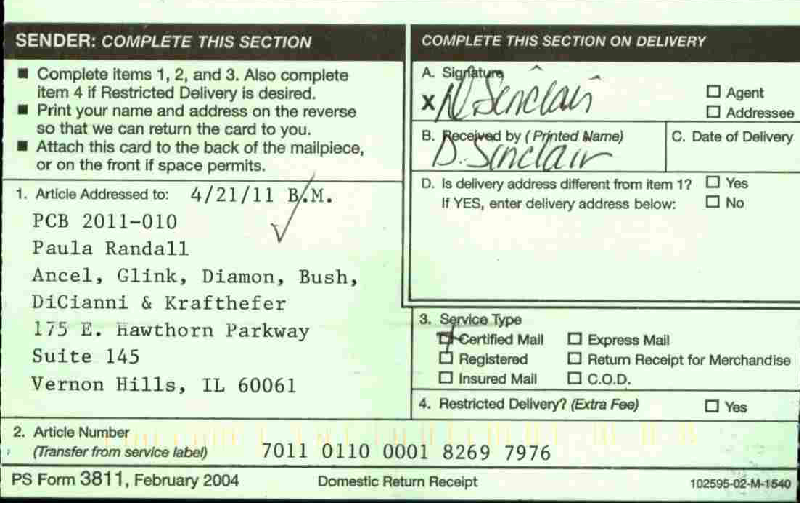 SENDER: COMPLETE THIS SECTION
■ Complete items 1, 2, and 3. Also complete
item 4 if Restricted Delivery is desired.
■ Print your name and address on the reverse
so that we can return the card to you.
■ Attach this card to the back of the mailpiece,
or on the front if space permits.
1. Article Addressed to: 4/21/11 B.M.
PCB 2011-010
Paula Randall
Ancel, Glink, Diamon, Bush,
DiCianni & Krafthefer
175 E. Hawthorn Parkway
Suite 145
Vernon Hills, IL 60061
COMPLETE THIS SECTION ON DELIVERY
A. Signature
X N Sinclair
☐ Agent
☐ Addressee
B. Received by (Printed Name)
D. Sinclair
C. Date of Delivery
D. Is delivery address different from item 1? ☐ Yes
If YES, enter delivery address below: ☐ No
3. Service Type
☐ Certified Mail ☐ Express Mail
☐ Registered ☐ Return Receipt for Merchandise
☐ Insured Mail ☐ C.O.D.
4. Restricted Delivery? (Extra Fee) ☐ Yes
2. Article Number
(Transfer from service label) 7011 0110 0001 8269 7976
PS Form 3811, February 2004 Domestic Return Receipt 102595-02-M-1540